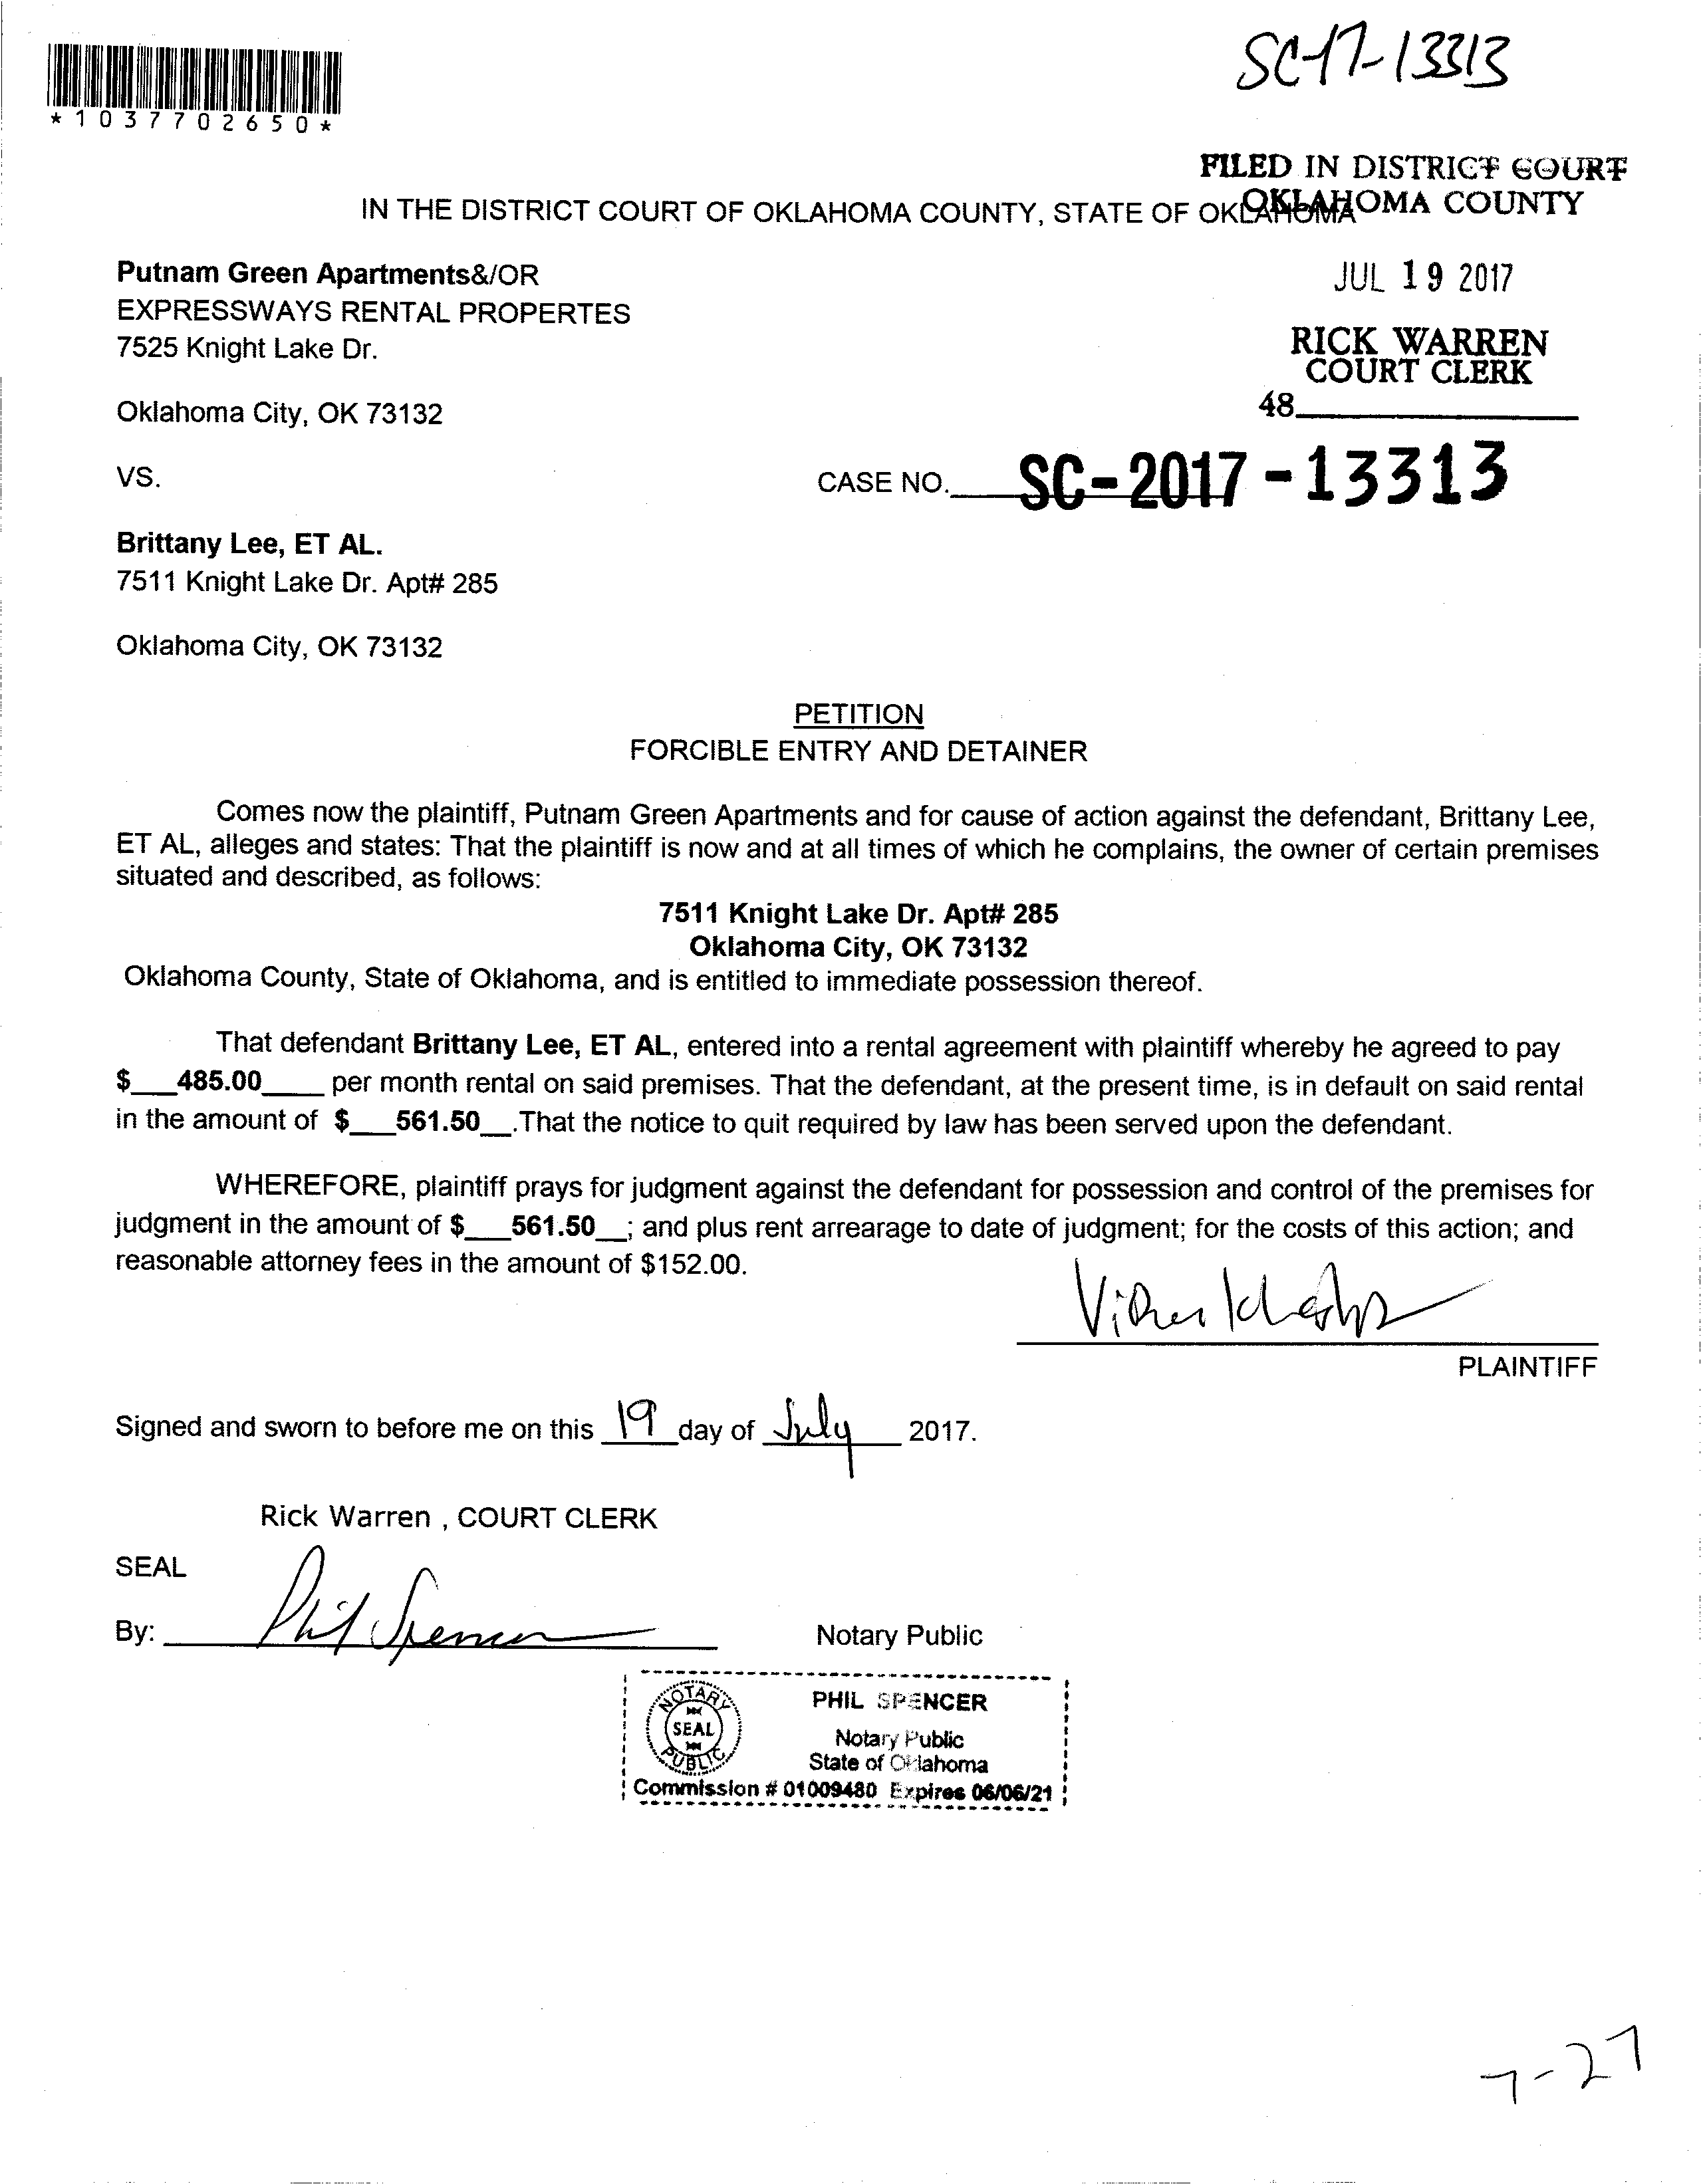 SC-17-13313
*1037702650*
FILED IN DISTRICT COURT
OKLAHOMA COUNTY
IN THE DISTRICT COURT OF OKLAHOMA COUNTY, STATE OF OKLAHOMA
Putnam Green Apartments&/OR
EXPRESSWAYS RENTAL PROPERTES
7525 Knight Lake Dr.
Oklahoma City, OK 73132
JUL 19 2017
RICK WARREN
COURT CLERK
48
VS.
CASE NO. SC-2017-13313
Brittany Lee, ET AL.
7511 Knight Lake Dr. Apt# 285
Oklahoma City, OK 73132
PETITION
FORCIBLE ENTRY AND DETAINER
Comes now the plaintiff, Putnam Green Apartments and for cause of action against the defendant, Brittany Lee,
ET AL, alleges and states: That the plaintiff is now and at all times of which he complains, the owner of certain premises
situated and described, as follows:
7511 Knight Lake Dr. Apt# 285
Oklahoma City, OK 73132
Oklahoma County, State of Oklahoma, and is entitled to immediate possession thereof.
That defendant Brittany Lee, ET AL, entered into a rental agreement with plaintiff whereby he agreed to pay
$___485.00____ per month rental on said premises. That the defendant, at the present time, is in default on said rental
in the amount of $___561.50__.That the notice to quit required by law has been served upon the defendant.
WHEREFORE, plaintiff prays for judgment against the defendant for possession and control of the premises for
judgment in the amount of $___561.50__; and plus rent arrearage to date of judgment; for the costs of this action; and
reasonable attorney fees in the amount of $152.00.
PLAINTIFF
Signed and sworn to before me on this 19 day of July 2017.
Rick Warren , COURT CLERK
SEAL
By: Phil Spencer
Notary Public
NOTARY SEAL PUBLIC
PHIL SPENCER
Notary Public
State of Oklahoma
Commission # 01009480 Expires 06/06/21
7-27